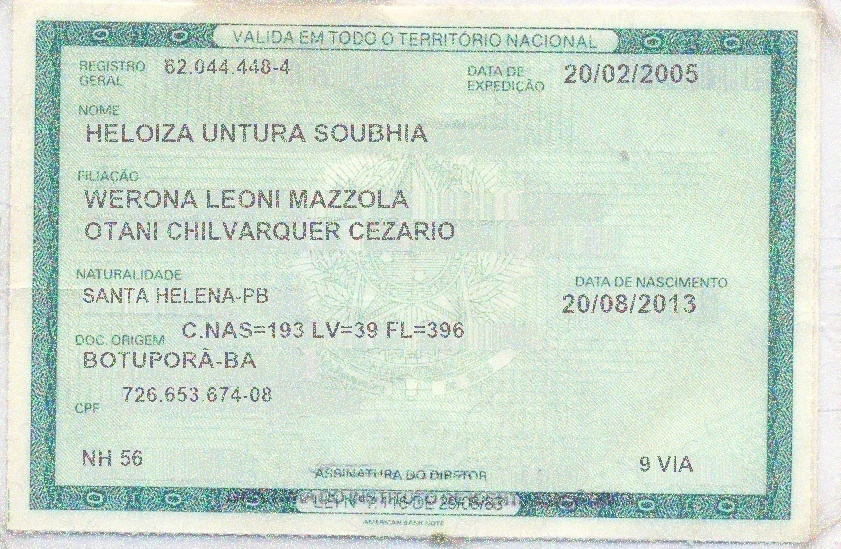 VALIDA EM TODO O TERRITÓRIO NACIONAL
REGISTRO GERAL 62.044.448-4
DATA DE EXPEDIÇÃO 20/02/2005
NOME
HELOIZA UNTURA SOUBHIA
FILIAÇÃO
WERONA LEONI MAZZOLA
OTANI CHILVARQUER CEZARIO
NATURALIDADE
SANTA HELENA-PB
DATA DE NASCIMENTO
20/08/2013
DOC. ORIGEM C.NAS=193 LV=39 FL=396
BOTUPORÃ-BA
CPF 726.653.674-08
NH 56
9 VIA
ASSINATURA DO DIRETOR
LEI Nº 7.116 DE 29/08/83
AMERICAN BANK NOTE